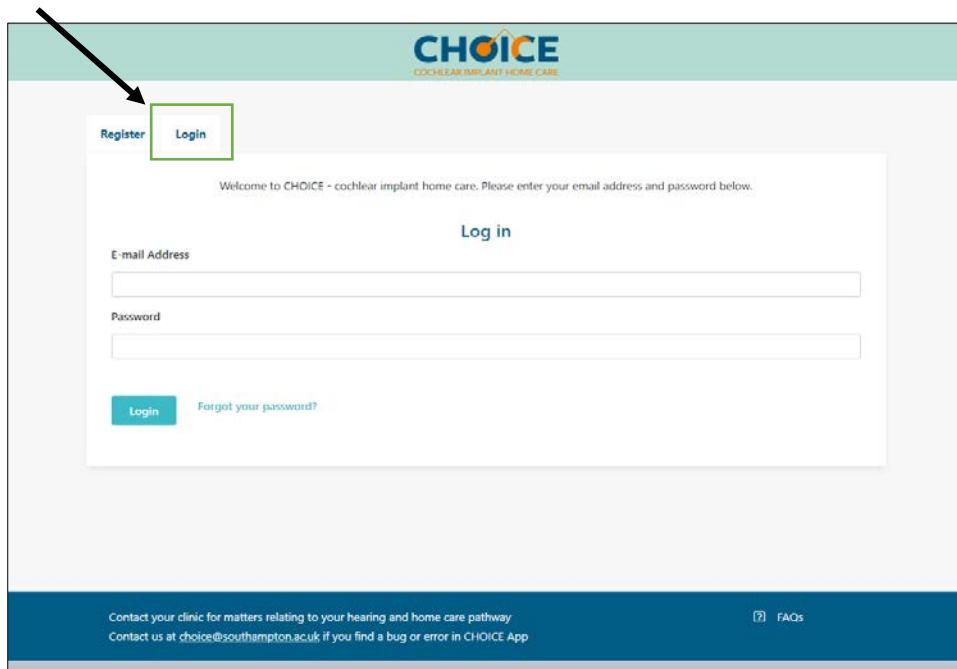 CHOICE
COCHLEAR IMPLANT HOME CARE
Register Login
Welcome to CHOICE - cochlear implant home care. Please enter your email address and password below.
Log in
E-mail Address
Password
Login Forgot your password?
Contact your clinic for matters relating to your hearing and home care pathway
? FAQs
Contact us at choice@southampton.ac.uk if you find a bug or error in CHOICE App